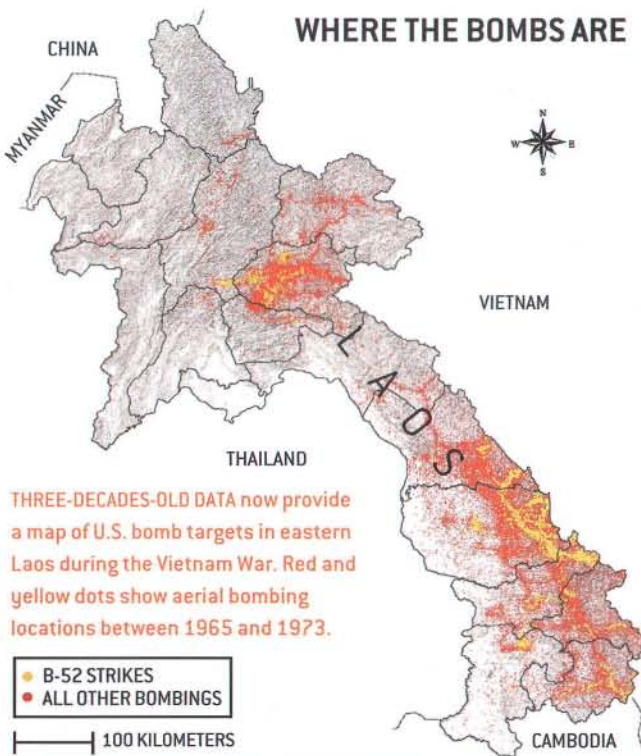 WHERE THE BOMBS ARE
CHINA
MYANMAR
N
W E
S
VIETNAM
LAOS
THAILAND
THREE-DECADES-OLD DATA now provide
a map of U.S. bomb targets in eastern
Laos during the Vietnam War. Red and
yellow dots show aerial bombing
locations between 1965 and 1973.
B-52 STRIKES
ALL OTHER BOMBINGS
100 KILOMETERS
CAMBODIA